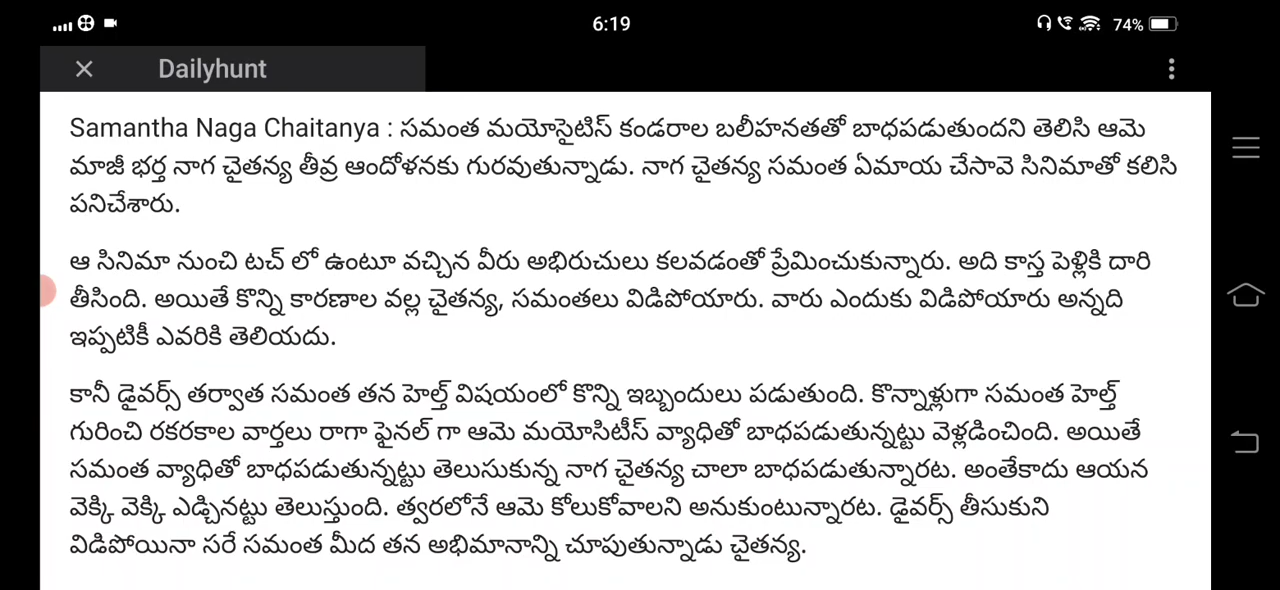 6:19
74%
Dailyhunt
Samantha Naga Chaitanya : సమంత మయోసైటిస్ కండరాల బలీహనతతో బాధపడుతుందని తెలిసి ఆమె
మాజీ భర్త నాగ చైతన్య తీవ్ర ఆందోళనకు గురవుతున్నాడు. నాగ చైతన్య సమంత ఏమాయ చేసావె సినిమాతో కలిసి
పనిచేశారు.
ఆ సినిమా నుంచి టచ్ లో ఉంటూ వచ్చిన వీరు అభిరుచులు కలవడంతో ప్రేమించుకున్నారు. అది కాస్త పెళ్లికి దారి
తీసింది. అయితే కొన్ని కారణాల వల్ల చైతన్య, సమంతలు విడిపోయారు. వారు ఎందుకు విడిపోయారు అన్నది
ఇప్పటికీ ఎవరికి తెలియదు.
కానీ డైవర్స్ తర్వాత సమంత తన హెల్త్ విషయంలో కొన్ని ఇబ్బందులు పడుతుంది. కొన్నాళ్లుగా సమంత హెల్త్
గురించి రకరకాల వార్తలు రాగా ఫైనల్ గా ఆమె మయోసిటీస్ వ్యాధితో బాధపడుతున్నట్టు వెళ్లడించింది. అయితే
సమంత వ్యాధితో బాధపడుతున్నట్టు తెలుసుకున్న నాగ చైతన్య చాలా బాధపడుతున్నారట. అంతేకాదు ఆయన
వెక్కి వెక్కి ఎడ్చినట్టు తెలుస్తుంది. త్వరలోనే ఆమె కోలుకోవాలని అనుకుంటున్నారట. డైవర్స్ తీసుకుని
విడిపోయినా సరే సమంత మీద తన అభిమానాన్ని చూపుతున్నాడు చైతన్య.